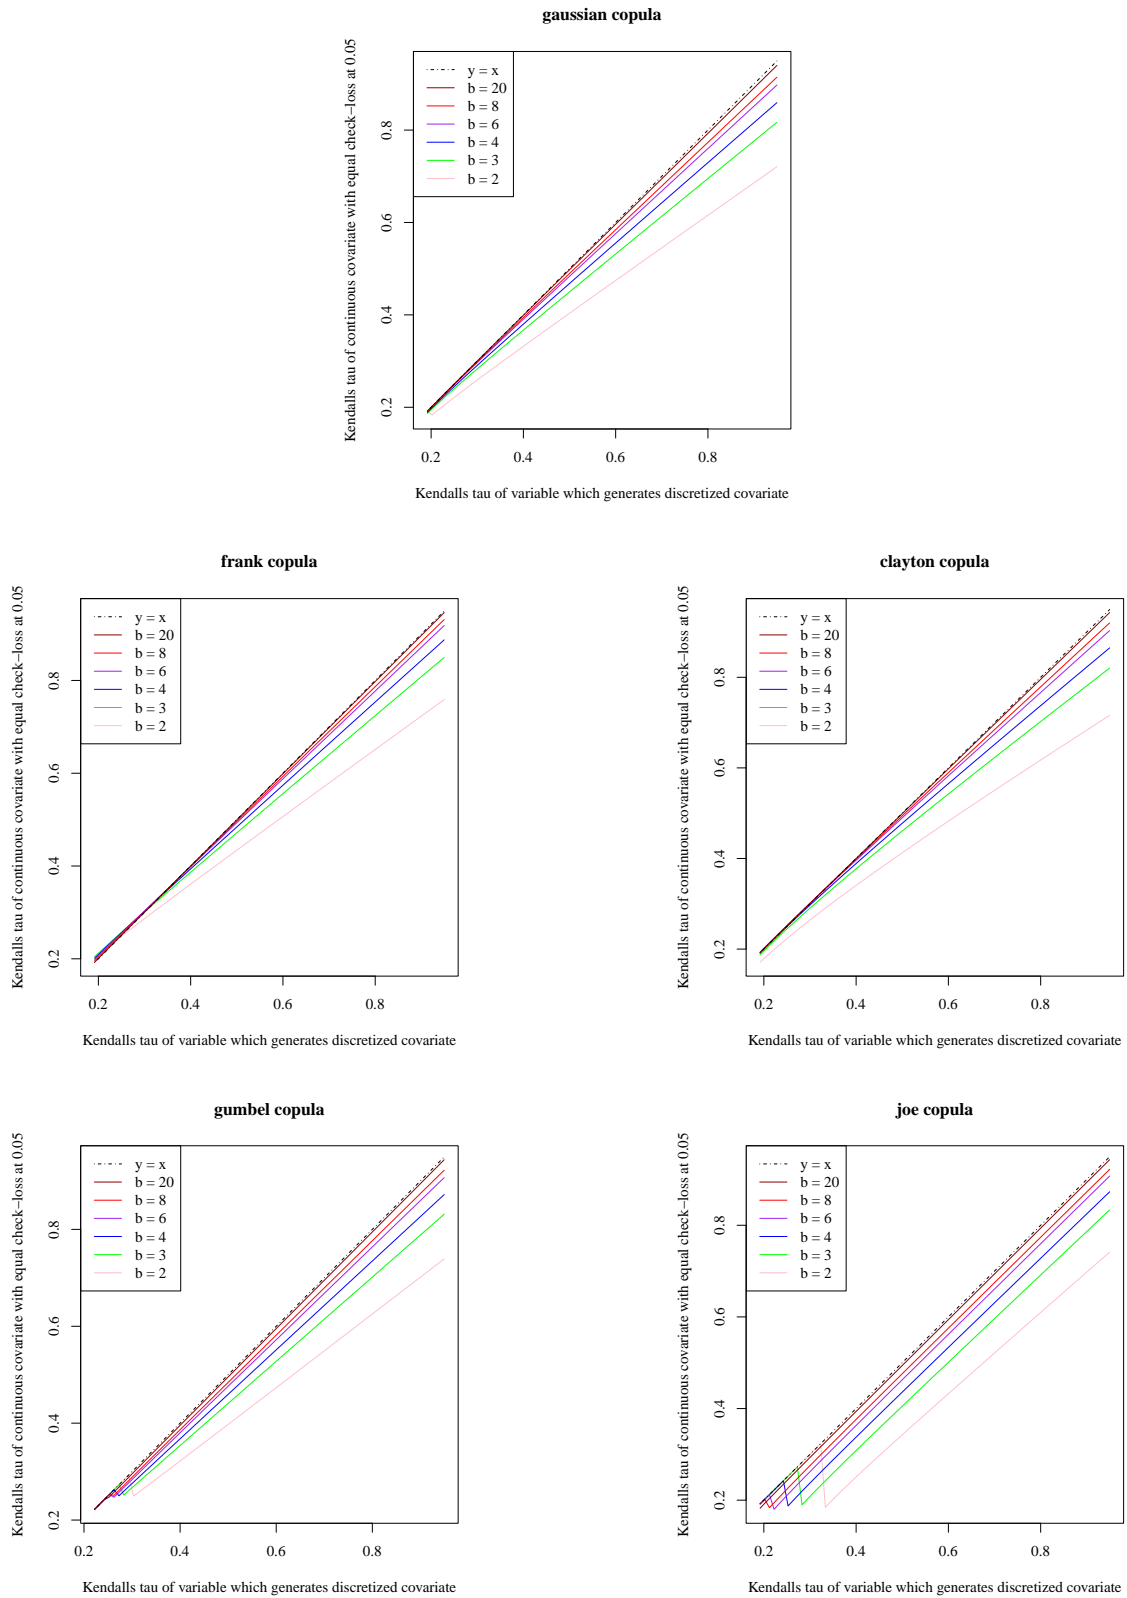 gaussian copula
Kendalls tau of continuous covariate with equal check−loss at 0.05
y = x
b = 20
b = 8
b = 6
b = 4
b = 3
b = 2
0.8
0.6
0.4
0.2
0.2 0.4 0.6 0.8
Kendalls tau of variable which generates discretized covariate
frank copula
Kendalls tau of continuous covariate with equal check−loss at 0.05
y = x
b = 20
b = 8
b = 6
b = 4
b = 3
b = 2
0.8
0.6
0.4
0.2
0.2 0.4 0.6 0.8
Kendalls tau of variable which generates discretized covariate
clayton copula
Kendalls tau of continuous covariate with equal check−loss at 0.05
y = x
b = 20
b = 8
b = 6
b = 4
b = 3
b = 2
0.8
0.6
0.4
0.2
0.2 0.4 0.6 0.8
Kendalls tau of variable which generates discretized covariate
gumbel copula
Kendalls tau of continuous covariate with equal check−loss at 0.05
y = x
b = 20
b = 8
b = 6
b = 4
b = 3
b = 2
0.8
0.6
0.4
0.2
0.2 0.4 0.6 0.8
Kendalls tau of variable which generates discretized covariate
joe copula
Kendalls tau of continuous covariate with equal check−loss at 0.05
y = x
b = 20
b = 8
b = 6
b = 4
b = 3
b = 2
0.8
0.6
0.4
0.2
0.2 0.4 0.6 0.8
Kendalls tau of variable which generates discretized covariate